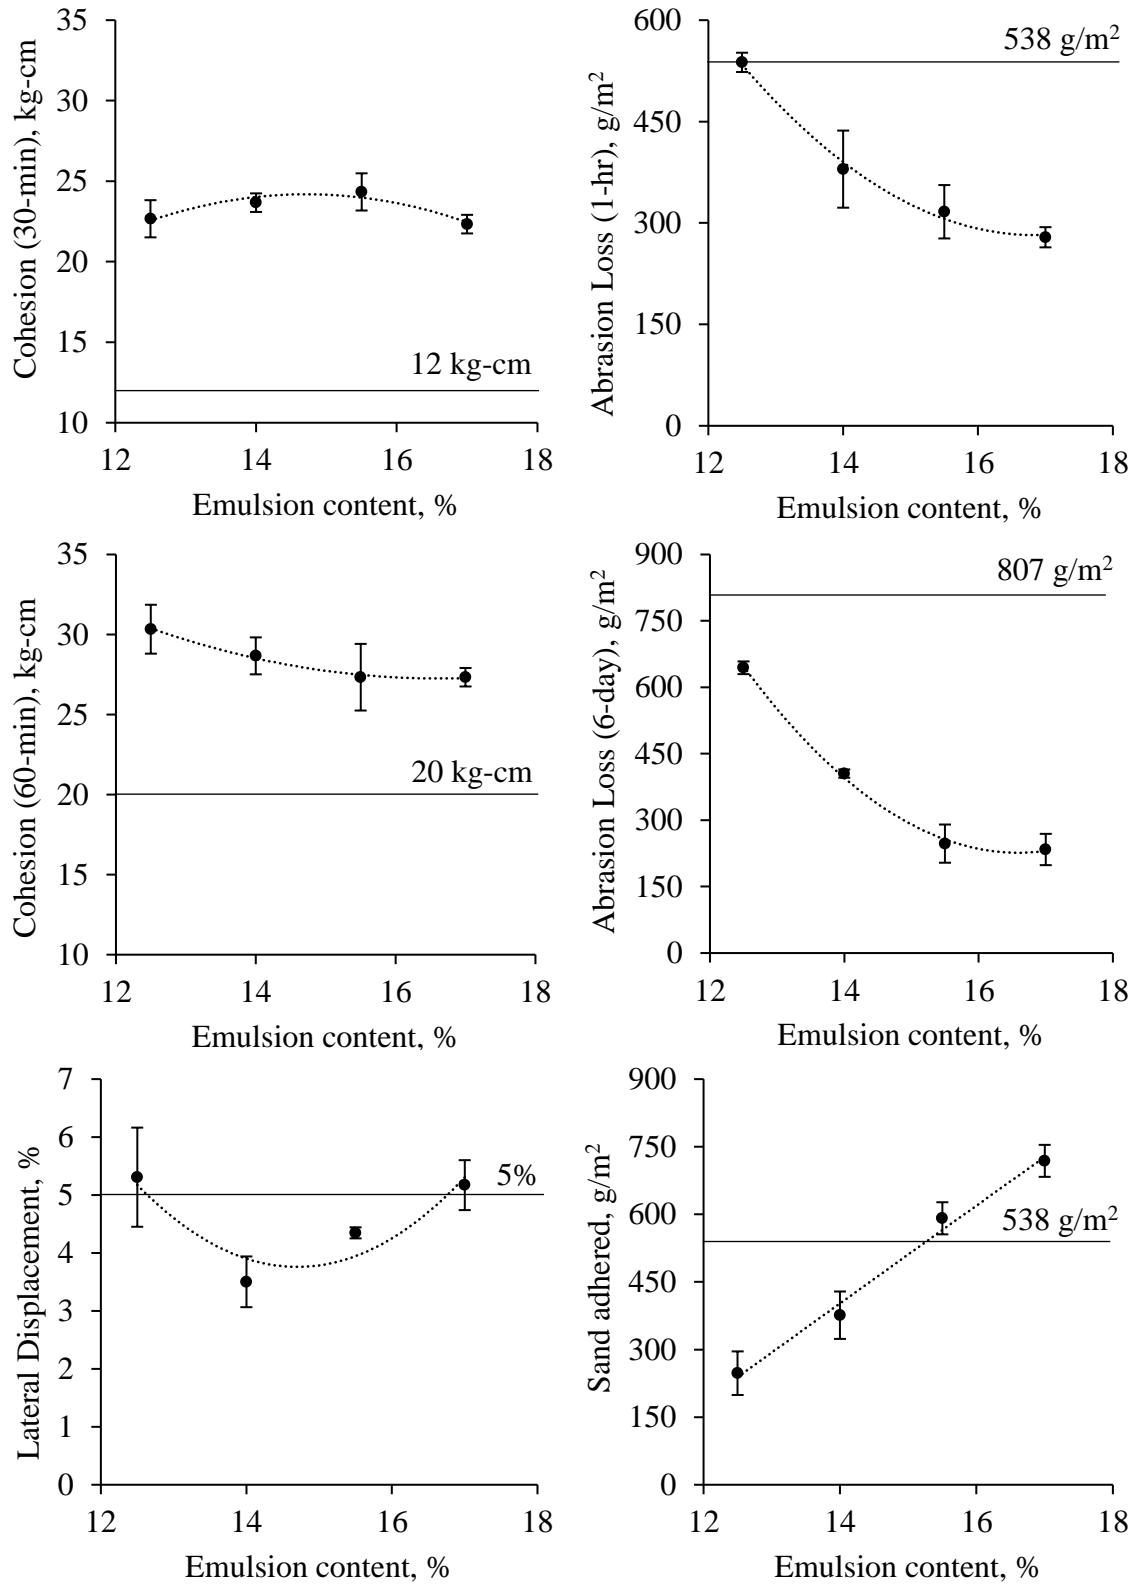 35
30
25
20
15
10
12 kg-cm
12 14 16 18
Emulsion content, %
Cohesion (30-min), kg-cm
600
450
300
150
0
538 g/m²
12 14 16 18
Emulsion content, %
Abrasion Loss (1-hr), g/m²
35
30
25
20
15
10
20 kg-cm
12 14 16 18
Emulsion content, %
Cohesion (60-min), kg-cm
900
750
600
450
300
150
0
807 g/m²
12 14 16 18
Emulsion content, %
Abrasion Loss (6-day), g/m²
7
6
5
4
3
2
1
0
5%
12 14 16 18
Emulsion content, %
Lateral Displacement, %
900
750
600
450
300
150
0
538 g/m²
12 14 16 18
Emulsion content, %
Sand adhered, g/m²